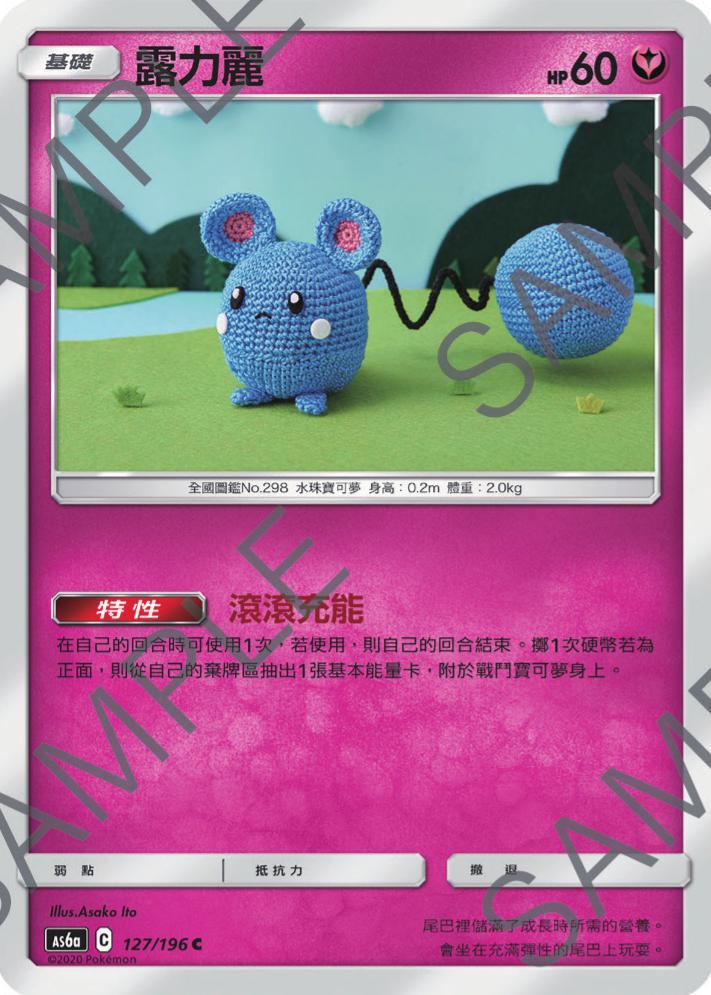 基礎
露力麗
HP60
全國圖鑑No.298 水珠寶可夢 身高：0.2m 體重：2.0kg
特性 滾滾充能
在自己的回合時可使用1次，若使用，則自己的回合結束。擲1次硬幣若為
正面，則從自己的棄牌區抽出1張基本能量卡，附於戰鬥寶可夢身上。
弱點 抵抗力 撤退
Illus.Asako Ito
AS6a C 127/196 C
©2020 Pokémon
尾巴裡儲滿了成長時所需的營養。
會坐在充滿彈性的尾巴上玩耍。
SAMPLE
SAMPLE
SAMPLE
SAMPLE